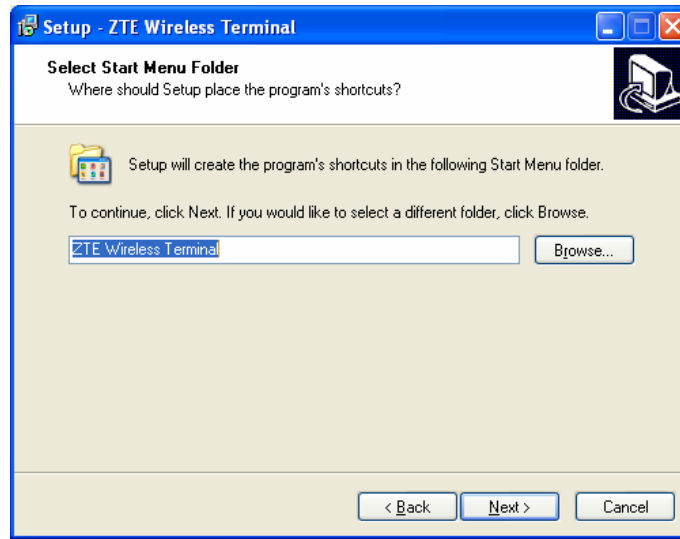 Setup - ZTE Wireless Terminal
Select Start Menu Folder
Where should Setup place the program's shortcuts?
Setup will create the program's shortcuts in the following Start Menu folder.
To continue, click Next. If you would like to select a different folder, click Browse.
ZTE Wireless Terminal
Browse...
< Back
Next >
Cancel